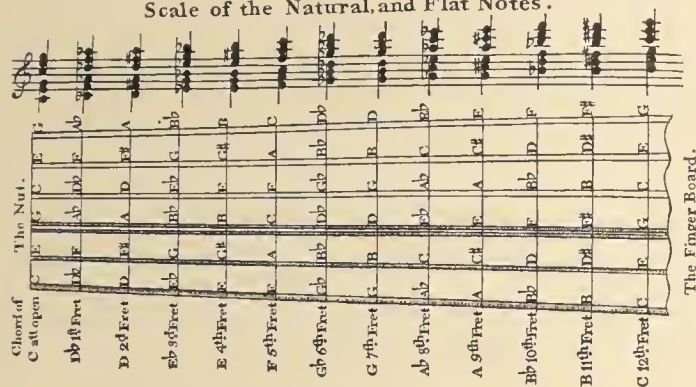 Scale of the Natural, and Flat Notes.
The Nut.
G A♭ A B♭ B C D♭ D E♭ E F F# G
E F F# G G# A B♭ B C C# D D# E
C D♭ D E♭ E F G♭ G A♭ A B♭ B C
G A♭ A B♭ B C D♭ D E♭ E F G
E F F# G G# A B♭ B C C# D D# E
C D♭ D E♭ E F G♭ G A♭ A B♭ B C
Chord of
C all open
D♭ 1st Fret
D 2d Fret
E♭ 3d Fret
E 4th Fret
F 5th Fret
G♭ 6th Fret
G 7th Fret
A♭ 8th Fret
A 9th Fret
B♭ 10th Fret
B 11th Fret
C 12th Fret
The Finger Board.